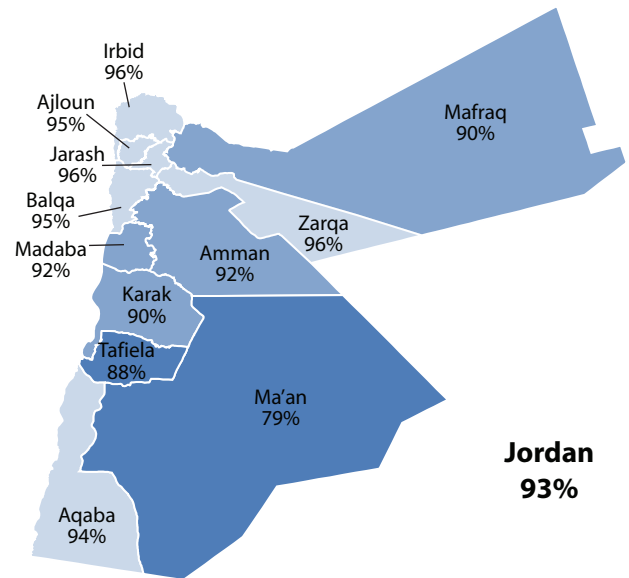 Irbid
96%
Ajloun
95%
Jarash
96%
Balqa
95%
Madaba
92%
Mafraq
90%
Zarqa
96%
Amman
92%
Karak
90%
Tafiela
88%
Ma’an
79%
Aqaba
94%
Jordan
93%